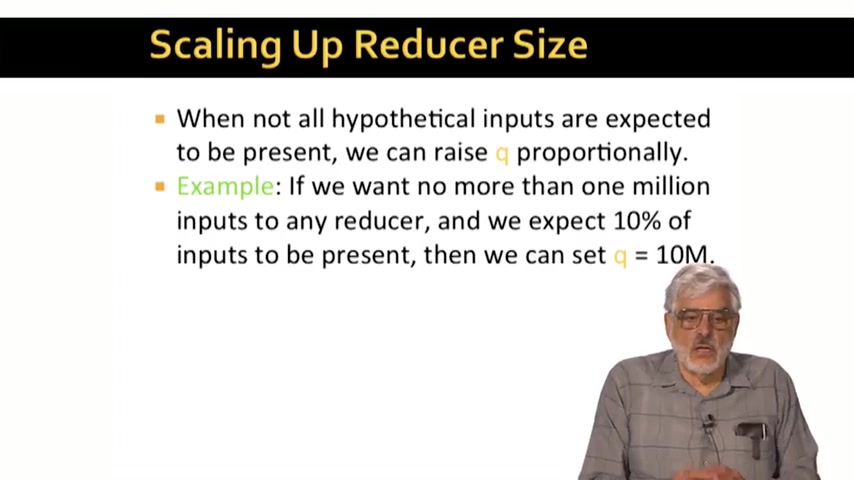 Scaling Up Reducer Size
When not all hypothetical inputs are expected
to be present, we can raise q proportionally.
Example: If we want no more than one million
inputs to any reducer, and we expect 10% of
inputs to be present, then we can set q = 10M.